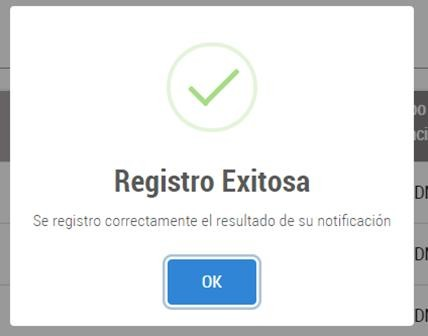 Registro Exitosa
Se registro correctamente el resultado de su notificación
OK